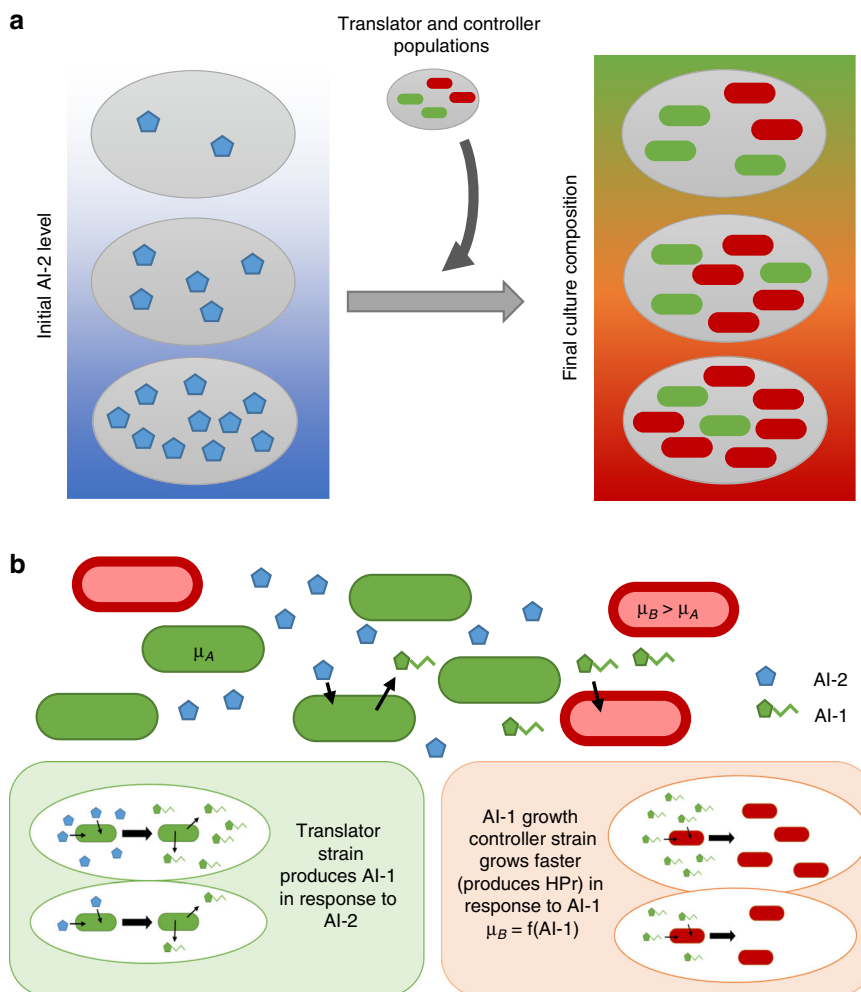 a
Translator and controller
populations
Initial AI-2 level
Final culture composition
b
μB > μA
μA
AI-2
AI-1
Translator
strain
produces AI-1
in response to
AI-2
AI-1 growth
controller strain
grows faster
(produces HPr) in
response to AI-1
μB = f(AI-1)